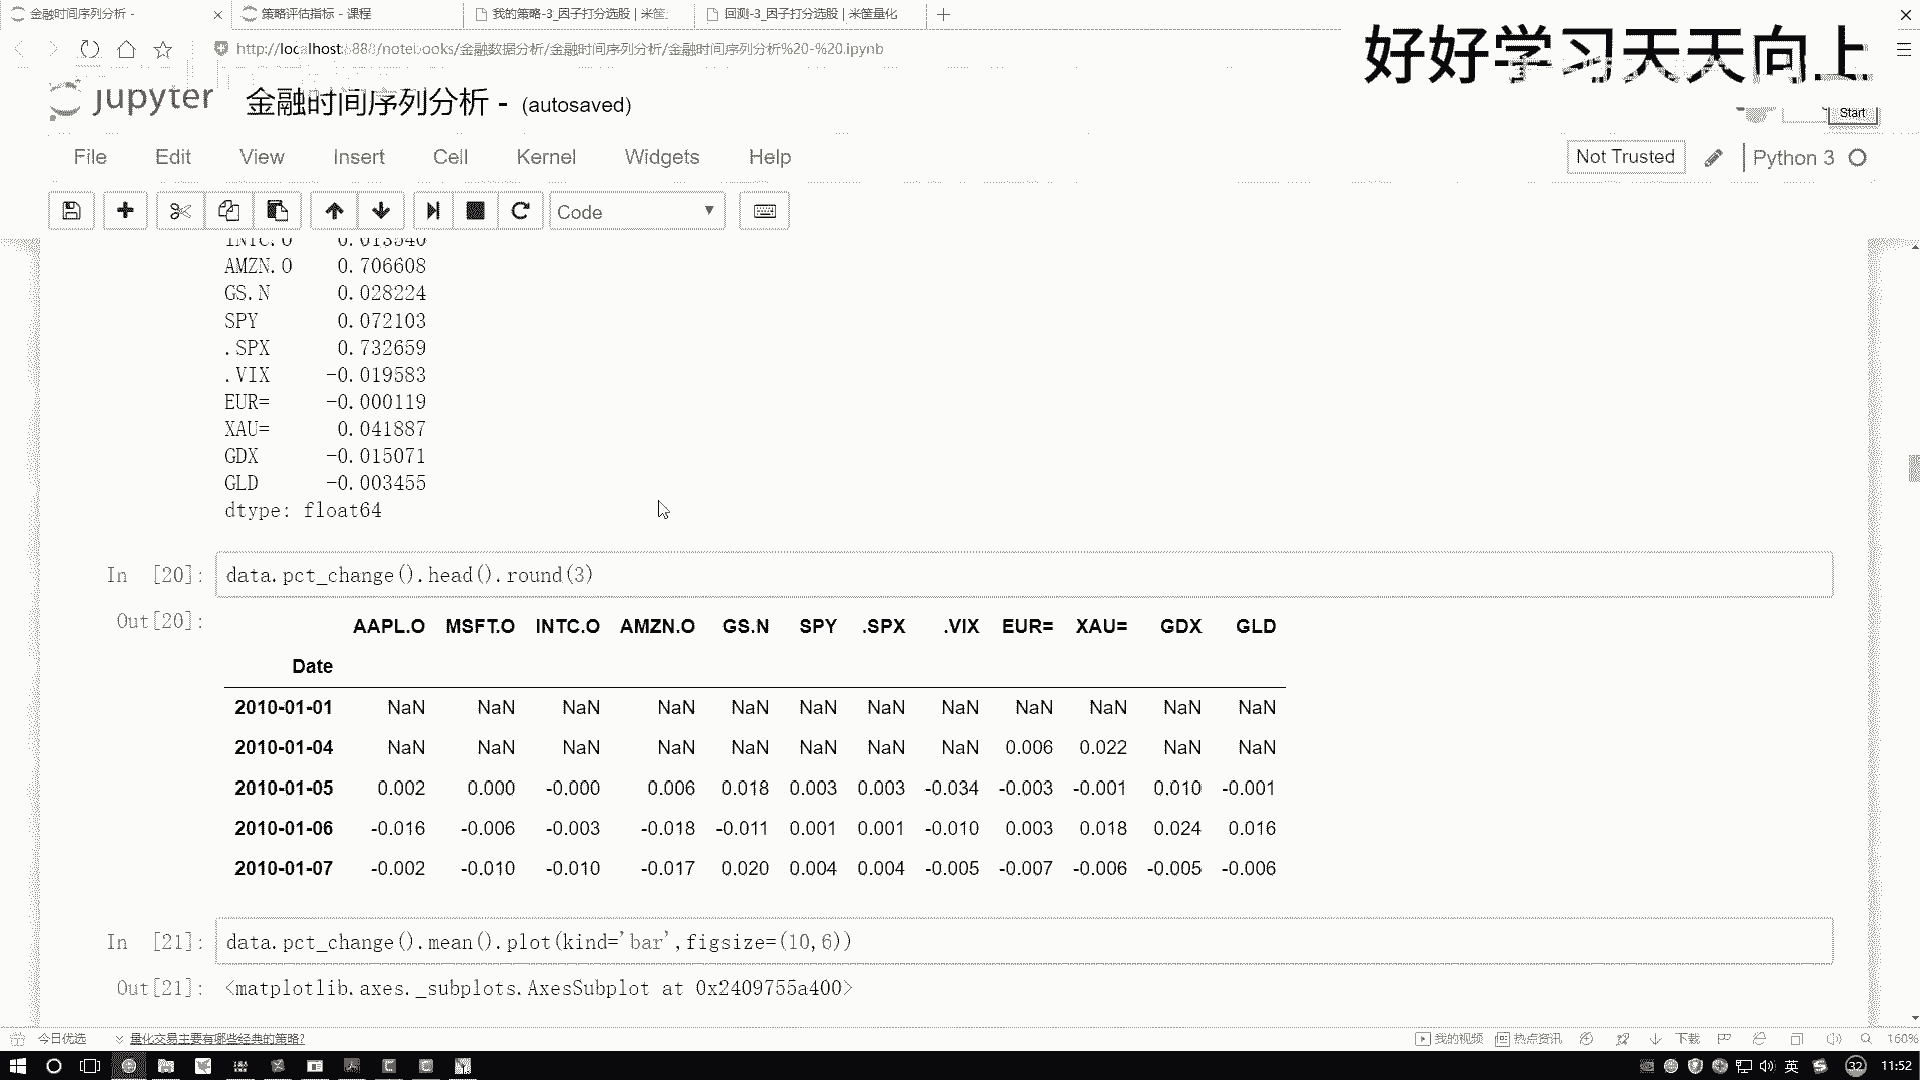 金融时间序列分析 -
策略评估指标 - 课程
我的策略-3_因子打分选股 | 米筐
回测-3_因子打分选股 | 米筐量化
http://localhost:888/notebooks/金融数据分析/金融时间序列分析/金融时间序列分析%20-%20.ipynb
好好学习天天向上
jupyter
金融时间序列分析 - (autosaved)
Start
File Edit View Insert Cell Kernel Widgets Help
Not Trusted
Python 3
Code
INTC.O 0.013540
AMZN.O 0.706608
GS.N 0.028224
SPY 0.072103
.SPX 0.732659
.VIX -0.019583
EUR= -0.000119
XAU= 0.041887
GDX -0.015071
GLD -0.003455
dtype: float64
In [20]: data.pct_change().head().round(3)
Out[20]:
AAPL.O MSFT.O INTC.O AMZN.O GS.N SPY .SPX .VIX EUR= XAU= GDX GLD
Date
2010-01-01 NaN NaN NaN NaN NaN NaN NaN NaN NaN NaN NaN NaN
2010-01-04 NaN NaN NaN NaN NaN NaN NaN NaN 0.006 0.022 NaN NaN
2010-01-05 0.002 0.000 -0.000 0.006 0.018 0.003 0.003 -0.034 -0.003 -0.001 0.010 -0.001
2010-01-06 -0.016 -0.006 -0.003 -0.018 -0.011 0.001 0.001 -0.010 0.003 0.018 0.024 0.016
2010-01-07 -0.002 -0.010 -0.010 -0.017 0.020 0.004 0.004 -0.005 -0.007 -0.006 -0.005 -0.006
In [21]: data.pct_change().mean().plot(kind='bar',figsize=(10,6))
Out[21]: <matplotlib.axes._subplots.AxesSubplot at 0x2409755a400>
今日优选
量化交易主要有哪些经典的策略?
我的视频
热点资讯
下载
160%
英
32
11:52